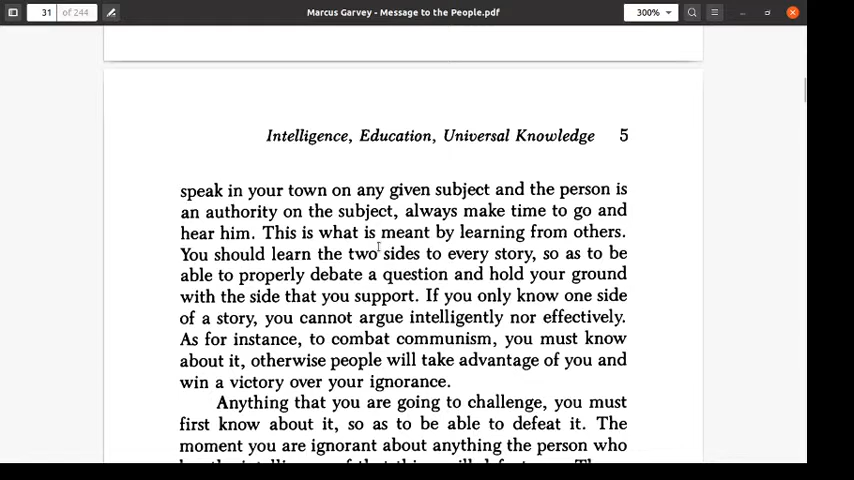 31 of 244
Marcus Garvey - Message to the People.pdf
300%
Intelligence, Education, Universal Knowledge 5
speak in your town on any given subject and the person is
an authority on the subject, always make time to go and
hear him. This is what is meant by learning from others.
You should learn the two sides to every story, so as to be
able to properly debate a question and hold your ground
with the side that you support. If you only know one side
of a story, you cannot argue intelligently nor effectively.
As for instance, to combat communism, you must know
about it, otherwise people will take advantage of you and
win a victory over your ignorance.
Anything that you are going to challenge, you must
first know about it, so as to be able to defeat it. The
moment you are ignorant about anything the person who